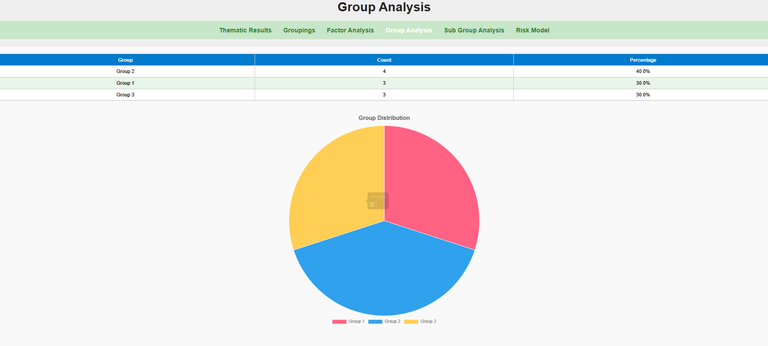 Group Analysis
Thematic Results Groupings Factor Analysis Group Analysis Sub Group Analysis Risk Model
Group Count Percentage
Group 2 4 40.0%
Group 1 3 30.0%
Group 3 3 30.0%
Group Distribution
Group 1 Group 2 Group 3